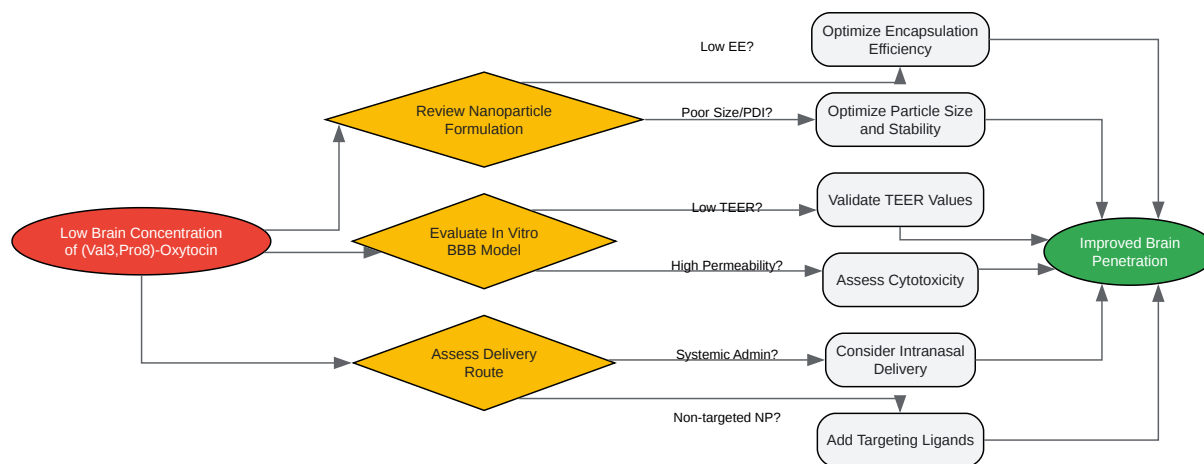 Optimize Encapsulation
Efficiency
Low EE?
Review Nanoparticle
Formulation
Poor Size/PDI?
Optimize Particle Size
and Stability
Low Brain Concentration
of (Val3,Pro8)-Oxytocin
Evaluate In Vitro
BBB Model
Low TEER?
Validate TEER Values
High Permeability?
Assess Cytotoxicity
Improved Brain
Penetration
Assess Delivery
Route
Systemic Admin?
Consider Intranasal
Delivery
Non-targeted NP?
Add Targeting Ligands